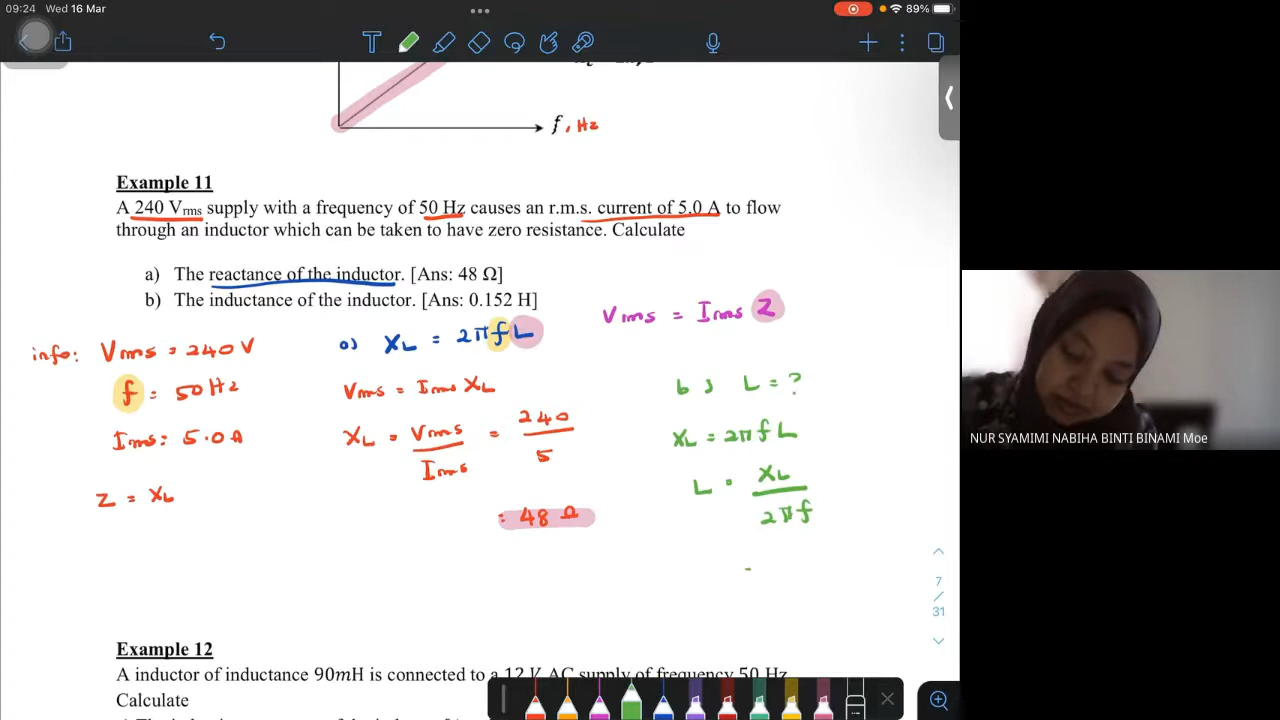 09:24 Wed 16 Mar
89%
f, Hz
Example 11
A 240 Vrms supply with a frequency of 50 Hz causes an r.m.s. current of 5.0 A to flow
through an inductor which can be taken to have zero resistance. Calculate
a) The reactance of the inductor. [Ans: 48 Ω]
b) The inductance of the inductor. [Ans: 0.152 H]
Vrms = Irms Z
info: Vrms = 240 V
f = 50 Hz
Irms = 5.0 A
Z = XL
a) XL = 2πfL
Vrms = Irms XL
XL = Vrms / Irms = 240 / 5
= 48 Ω
b) L = ?
XL = 2πfL
L = XL / 2πf
=
NUR SYAMIMI NABIHA BINTI BINAMI Moe
7
/
31
Example 12
A inductor of inductance 90mH is connected to a 12 V AC supply of frequency 50 Hz.
Calculate